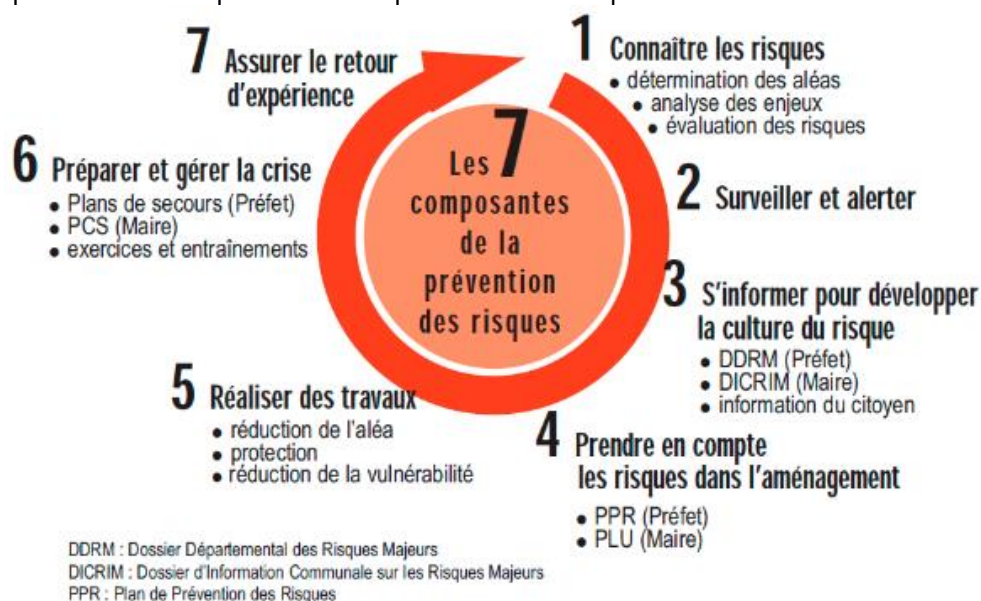 1 Connaître les risques
• détermination des aléas
• analyse des enjeux
• évaluation des risques
2 Surveiller et alerter
3 S'informer pour développer
la culture du risque
• DDRM (Préfet)
• DICRIM (Maire)
• information du citoyen
4 Prendre en compte
les risques dans l'aménagement
• PPR (Préfet)
• PLU (Maire)
5 Réaliser des travaux
• réduction de l'aléa
• protection
• réduction de la vulnérabilité
6 Préparer et gérer la crise
• Plans de secours (Préfet)
• PCS (Maire)
• exercices et entraînements
7 Assurer le retour
d'expérience
Les 7
composantes
de la
prévention
des risques
DDRM : Dossier Départemental des Risques Majeurs
DICRIM : Dossier d'Information Communale sur les Risques Majeurs
PPR : Plan de Prévention des Risques